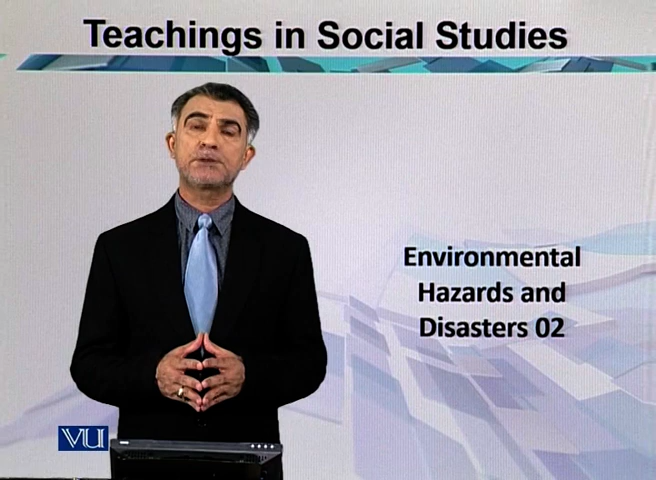 Teachings in Social Studies
Environmental
Hazards and
Disasters 02
VU